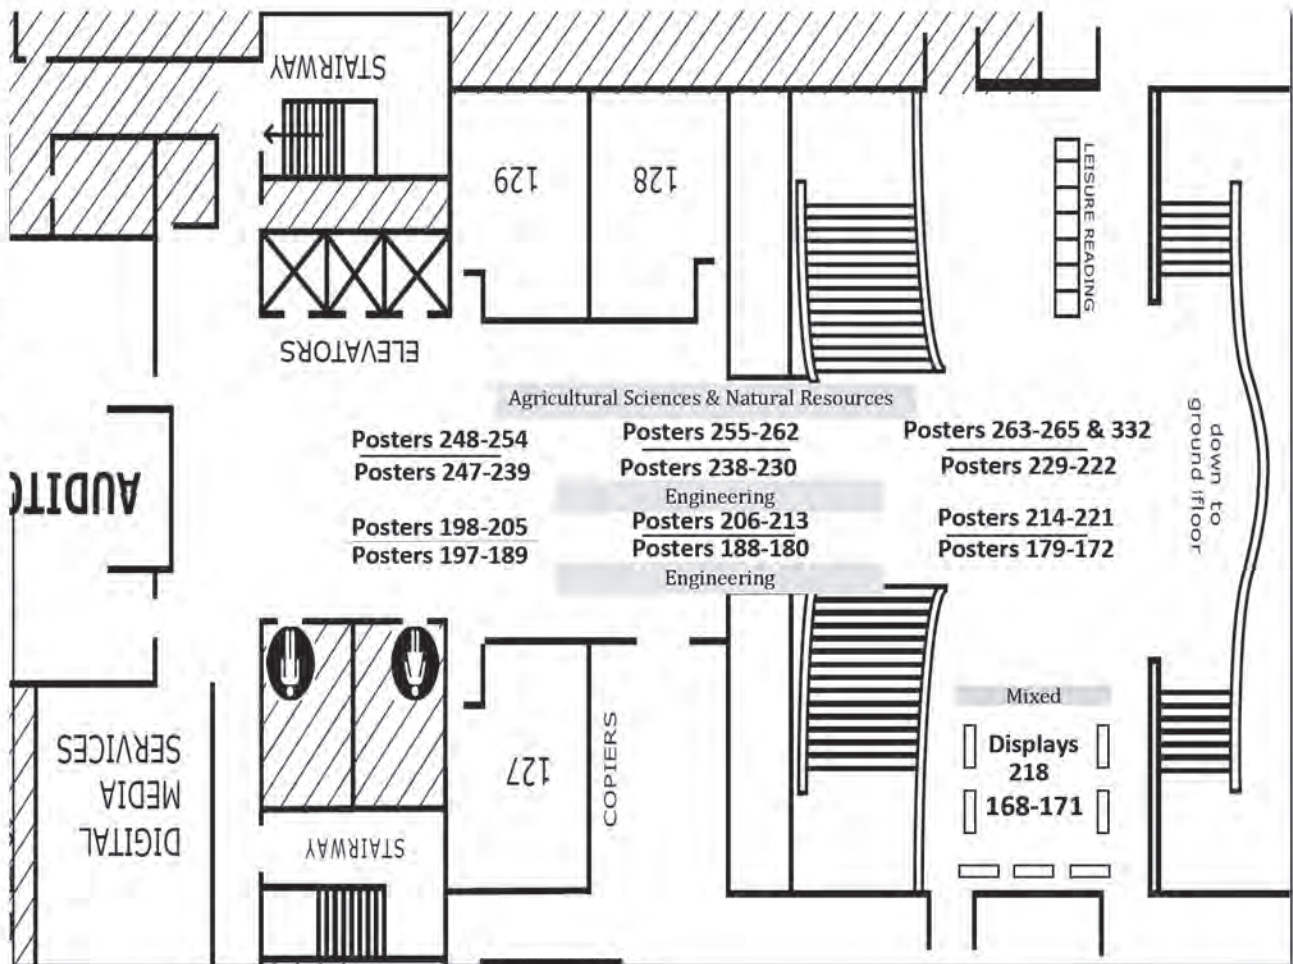 STAIRWAY
129
128
LEISURE READING
ELEVATORS
Agricultural Sciences & Natural Resources
Posters 248-254
Posters 247-239
Posters 255-262
Posters 238-230
Posters 263-265 & 332
Posters 229-222
down to
ground ifloor
AUDITO
Engineering
Posters 198-205
Posters 197-189
Posters 206-213
Posters 188-180
Posters 214-221
Posters 179-172
Engineering
Mixed
Displays
218
168-171
127
COPIERS
DIGITAL
MEDIA
SERVICES
STAIRWAY